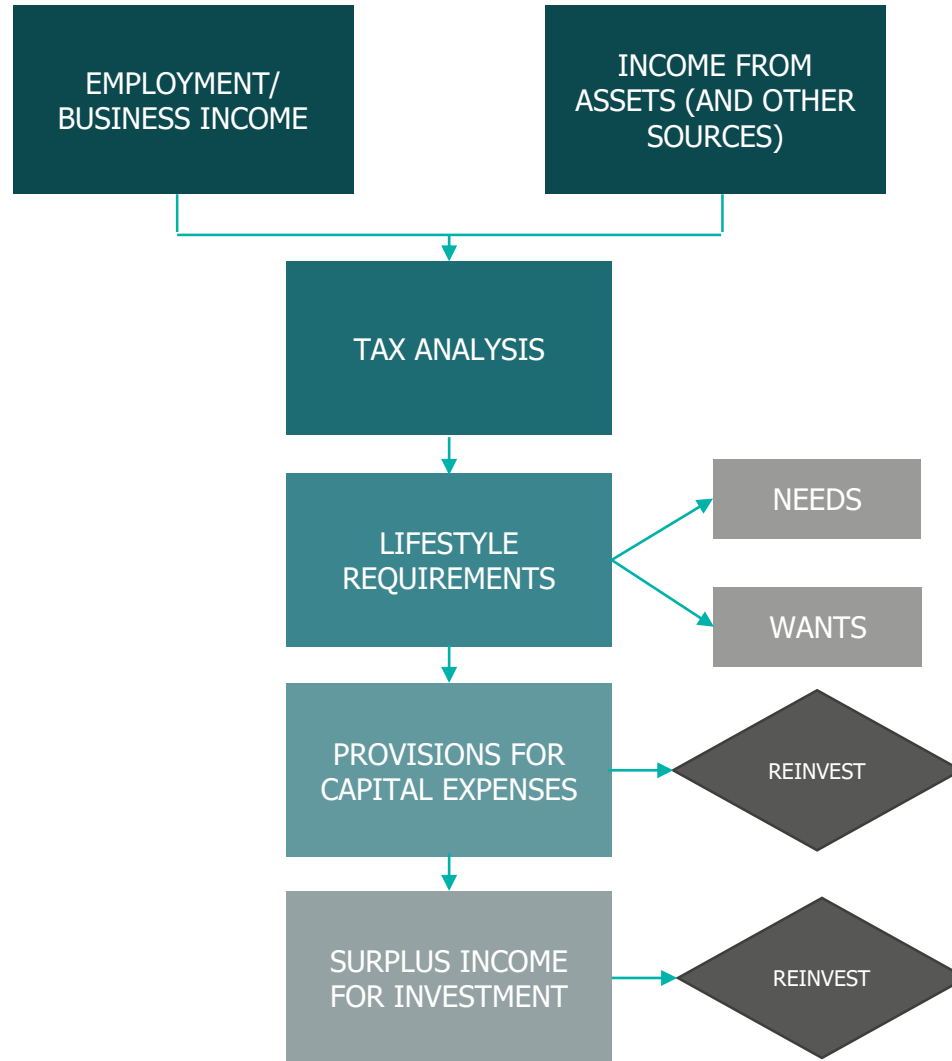 EMPLOYMENT/
BUSINESS INCOME
INCOME FROM
ASSETS (AND OTHER
SOURCES)
TAX ANALYSIS
LIFESTYLE
REQUIREMENTS
NEEDS
WANTS
PROVISIONS FOR
CAPITAL EXPENSES
REINVEST
SURPLUS INCOME
FOR INVESTMENT
REINVEST